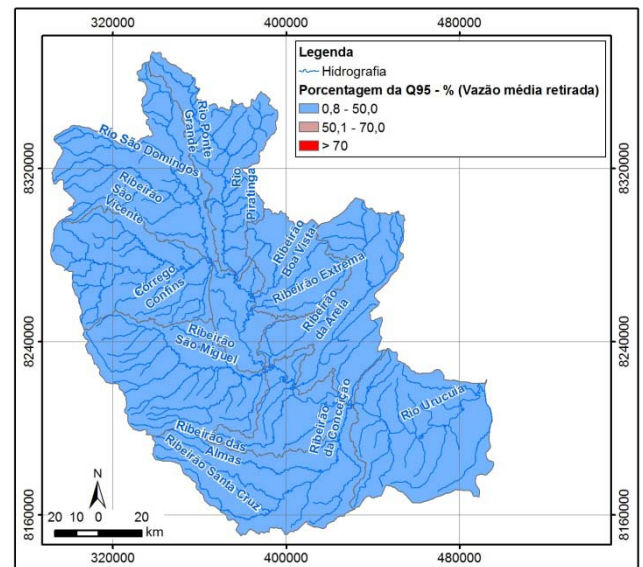 320000 400000 480000
Legenda
Hidrografia
Porcentagem da Q95 - % (Vazão média retirada)
0,8 - 50,0
50,1 - 70,0
> 70
8320000
8320000
Rio Ponte
Grande
Rio São Domingos
Rio
Piratinga
Ribeirão
São
Vicente
Ribeirão
Boa Vista
Ribeirão Extrema
Córrego
Confins
Ribeirão
da Areia
8240000
8240000
Ribeirão
São Miguel
Rio Urucuia
Ribeirão
da Conceição
Ribeirão das
Almas
Ribeirão Santa Cruz
N
20 10 0 20
km
8160000
8160000
320000 400000 480000